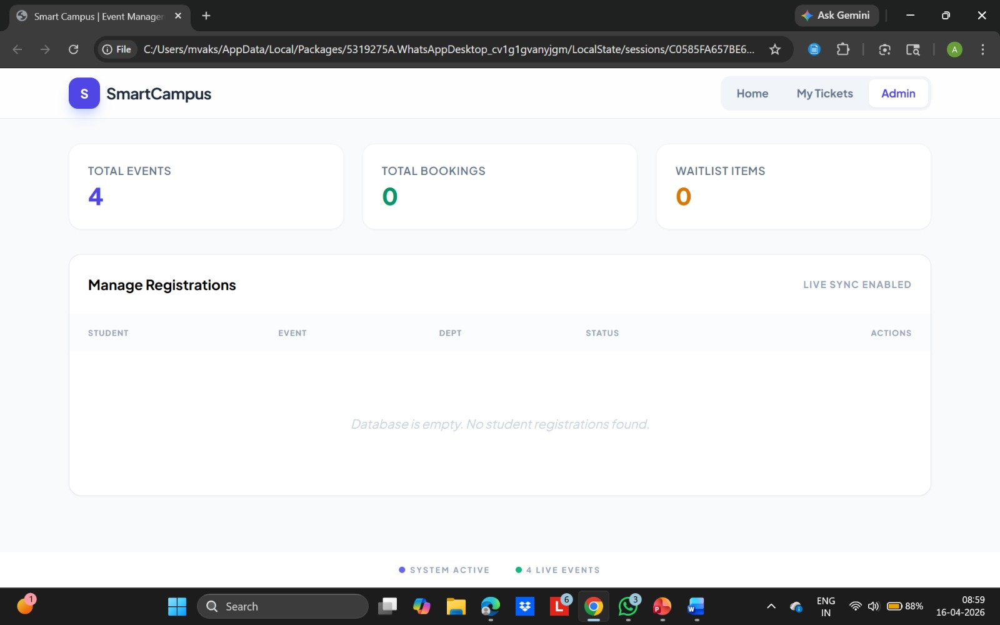 Smart Campus | Event Manager
Ask Gemini
File
C:/Users/mvaks/AppData/Local/Packages/5319275A.WhatsAppDesktop_cv1g1gvanyjgm/LocalState/sessions/C0585FA657BE6...
A
S
SmartCampus
Home
My Tickets
Admin
TOTAL EVENTS
4
TOTAL BOOKINGS
0
WAITLIST ITEMS
0
Manage Registrations
LIVE SYNC ENABLED
STUDENT EVENT DEPT STATUS ACTIONS
Database is empty. No student registrations found.
SYSTEM ACTIVE
4 LIVE EVENTS
1
Search
L
6
3
P
W
ENG
IN
88%
08:59
16-04-2026